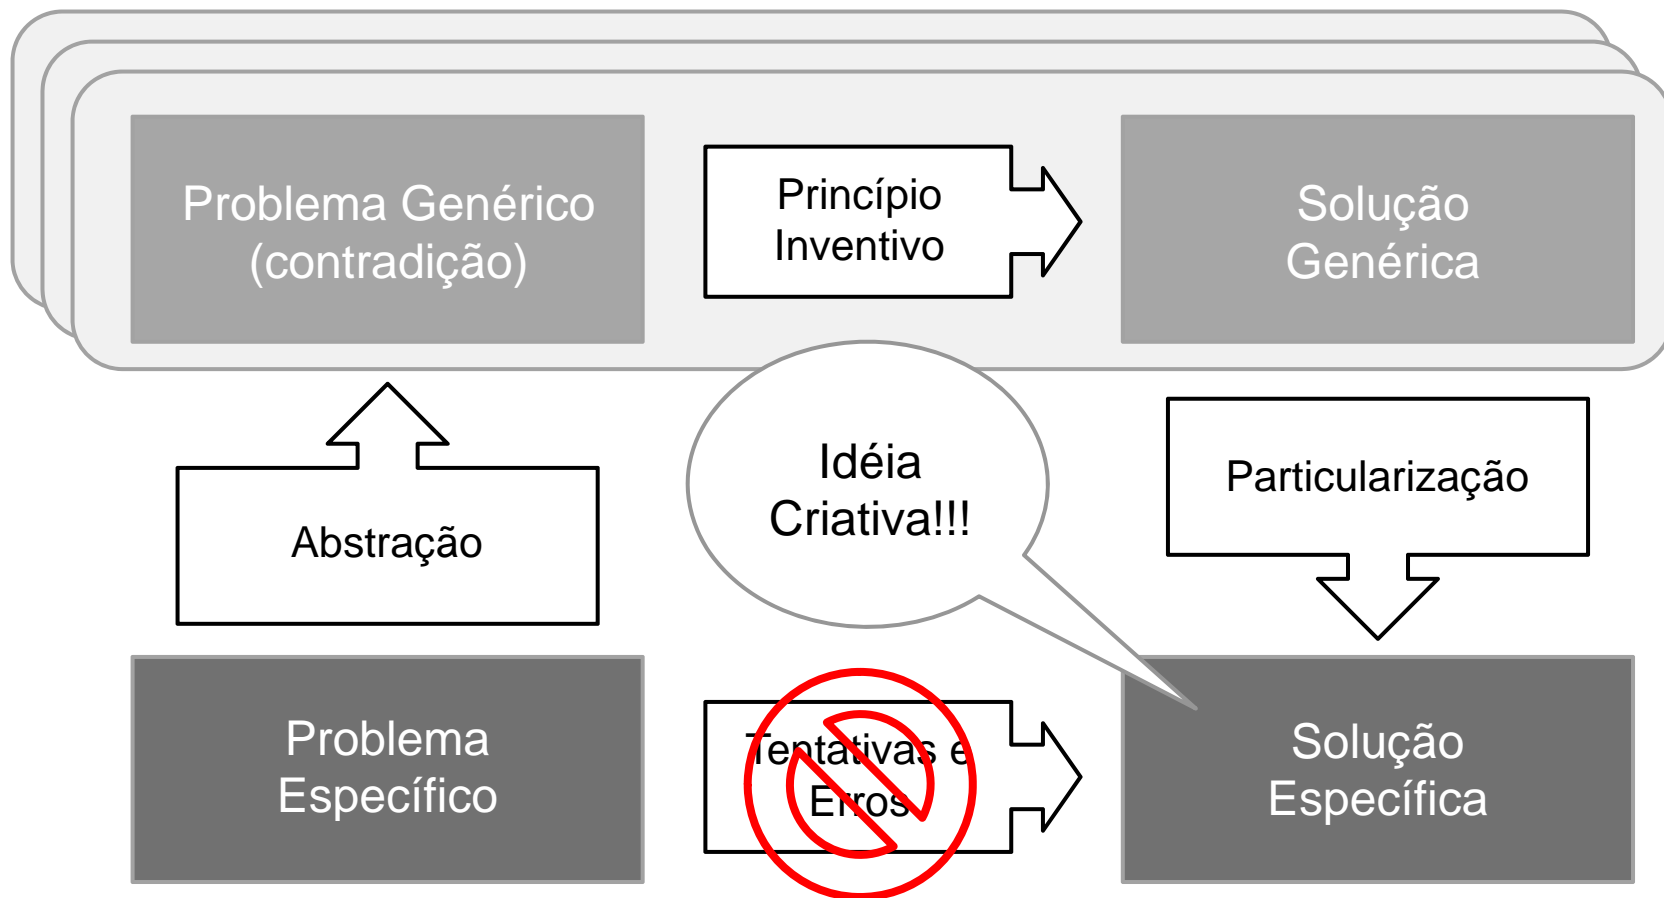 Problema Genérico
(contradição)
Princípio
Inventivo
Solução
Genérica
Abstração
Idéia
Criativa!!!
Particularização
Problema
Específico
Tentativas e
Erros
Solução
Específica